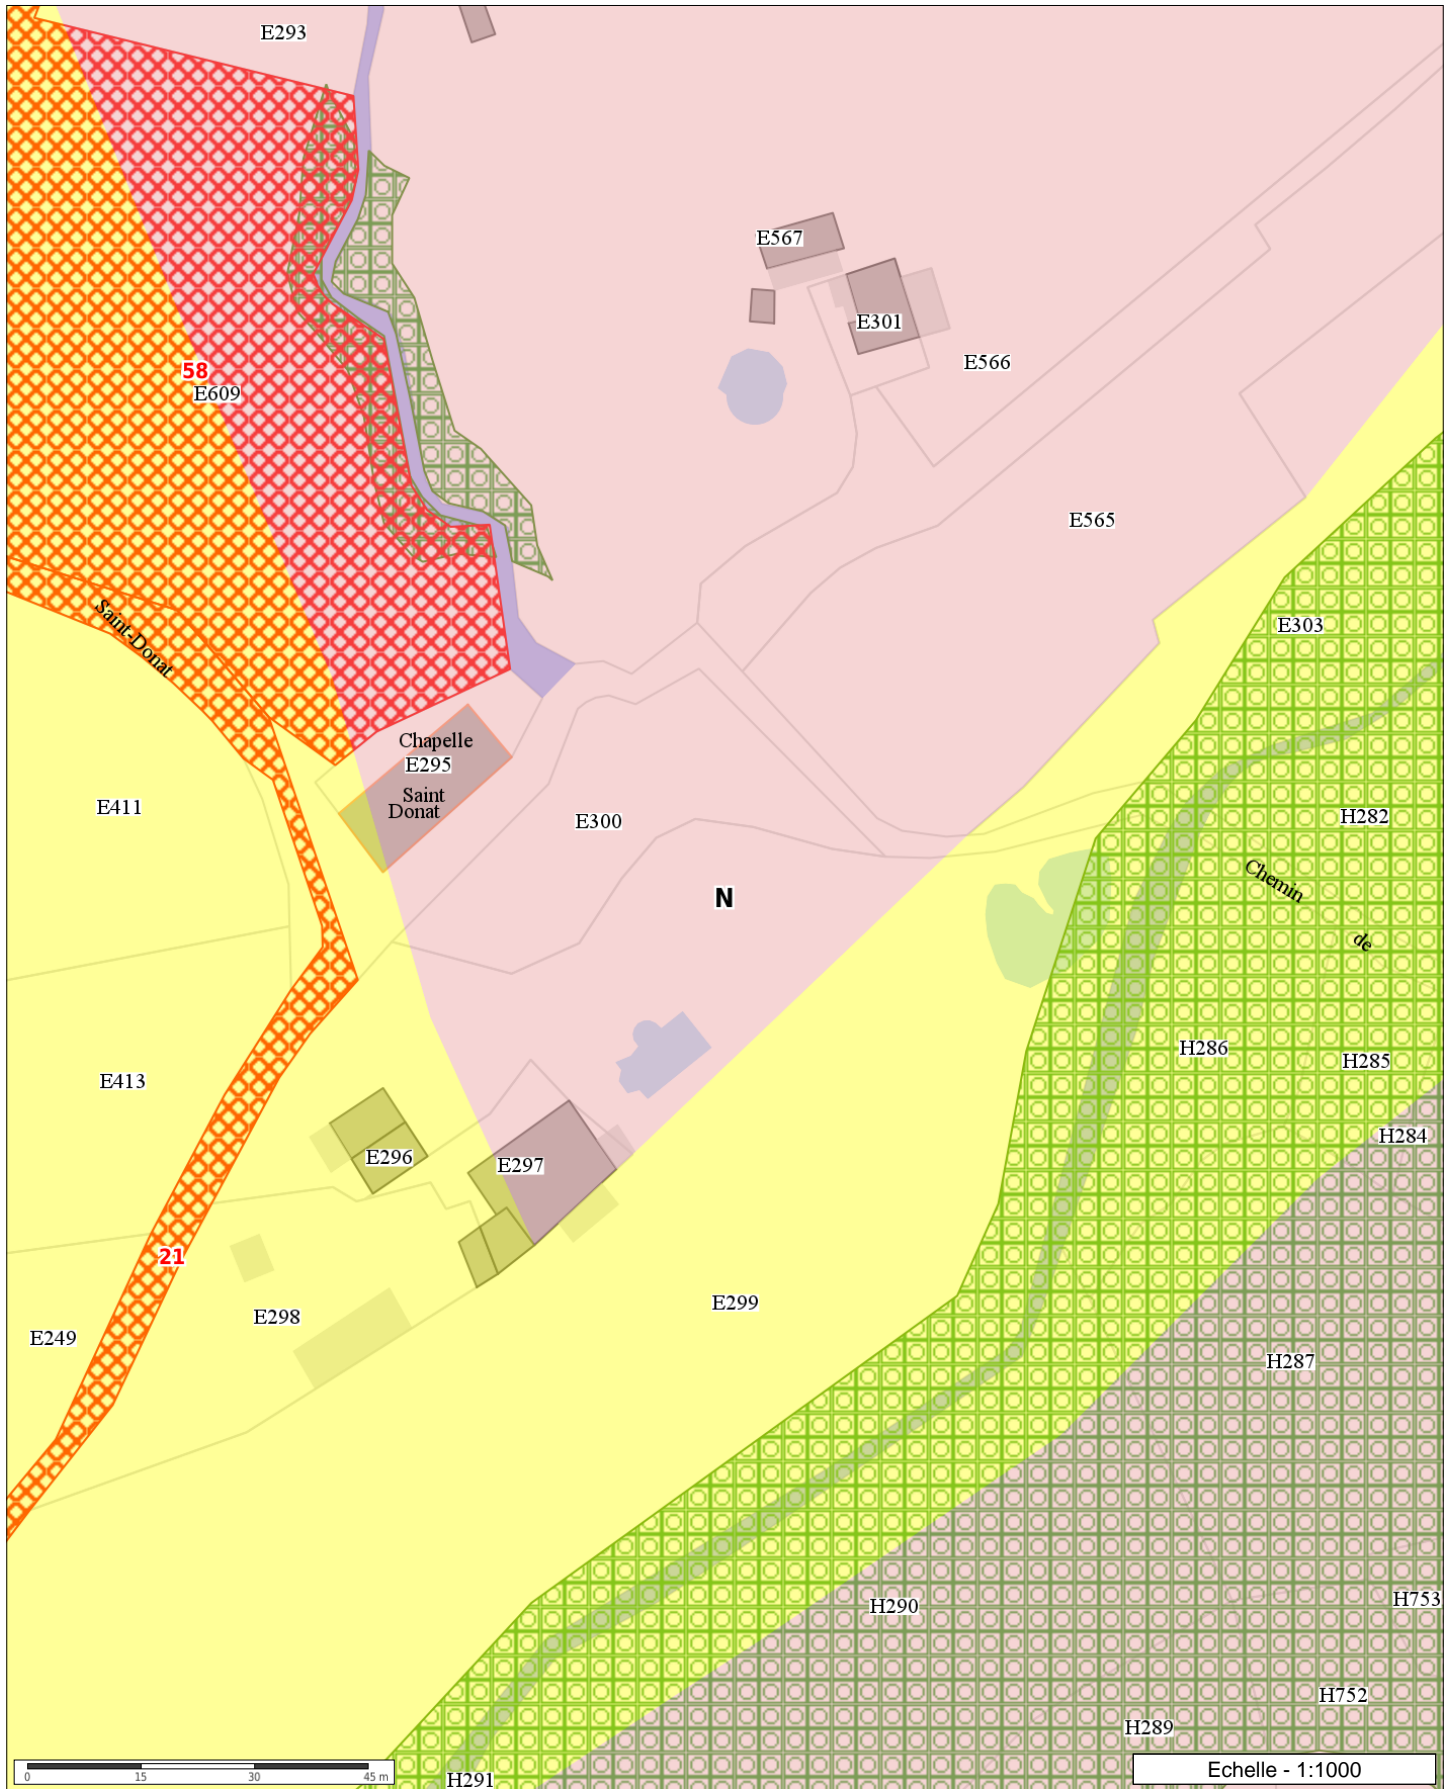 E293
E567
E301
E566
58
E609
E565
Saint-Donat
E303
Chapelle
E295
Saint
Donat
E411
E300
H282
Chemin
N
de
H286
H285
E413
H284
E296
E297
21
E299
E298
E249
H287
H290
H753
H752
H289
H291
0 15 30 45 m
Echelle - 1:1000